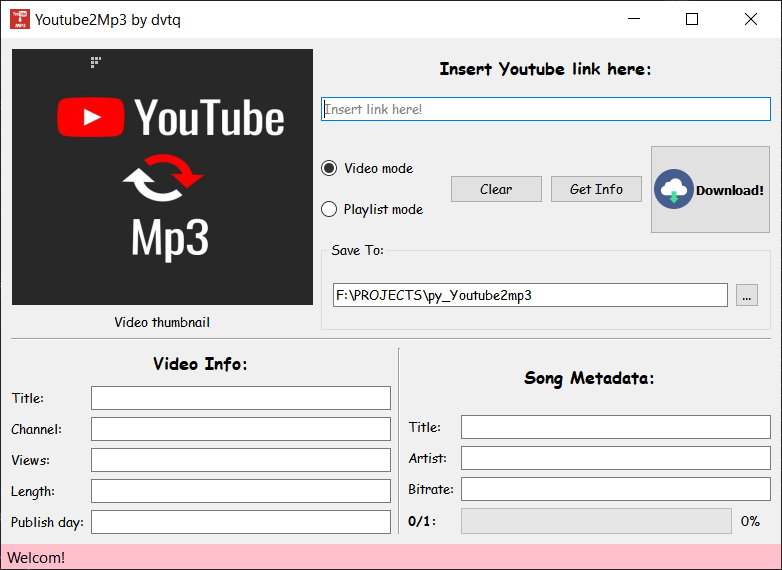 Youtube2Mp3 by dvtq
YouTube
Mp3
Video thumbnail
Insert Youtube link here:
Insert link here!
Video mode
Playlist mode
Clear
Get Info
Download!
Save To:
F:\PROJECTS\py_Youtube2mp3
...
Video Info:
Title:
Channel:
Views:
Length:
Publish day:
Song Metadata:
Title:
Artist:
Bitrate:
0/1:
0%
Welcom!